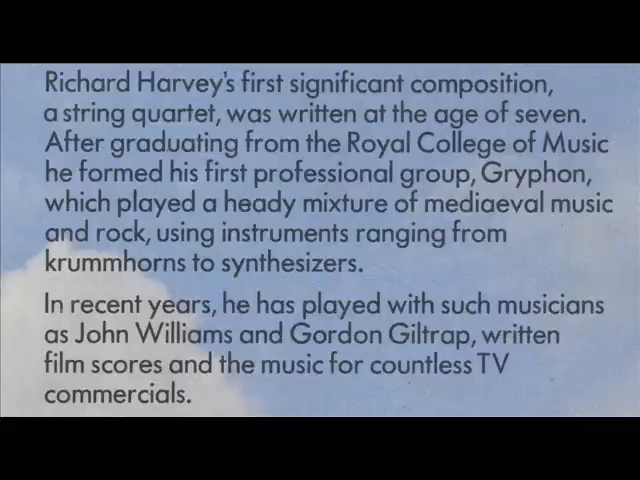 Richard Harvey's first significant composition,
a string quartet, was written at the age of seven.
After graduating from the Royal College of Music
he formed his first professional group, Gryphon,
which played a heady mixture of mediaeval music
and rock, using instruments ranging from
krummhorns to synthesizers.
In recent years, he has played with such musicians
as John Williams and Gordon Giltrap, written
film scores and the music for countless TV
commercials.